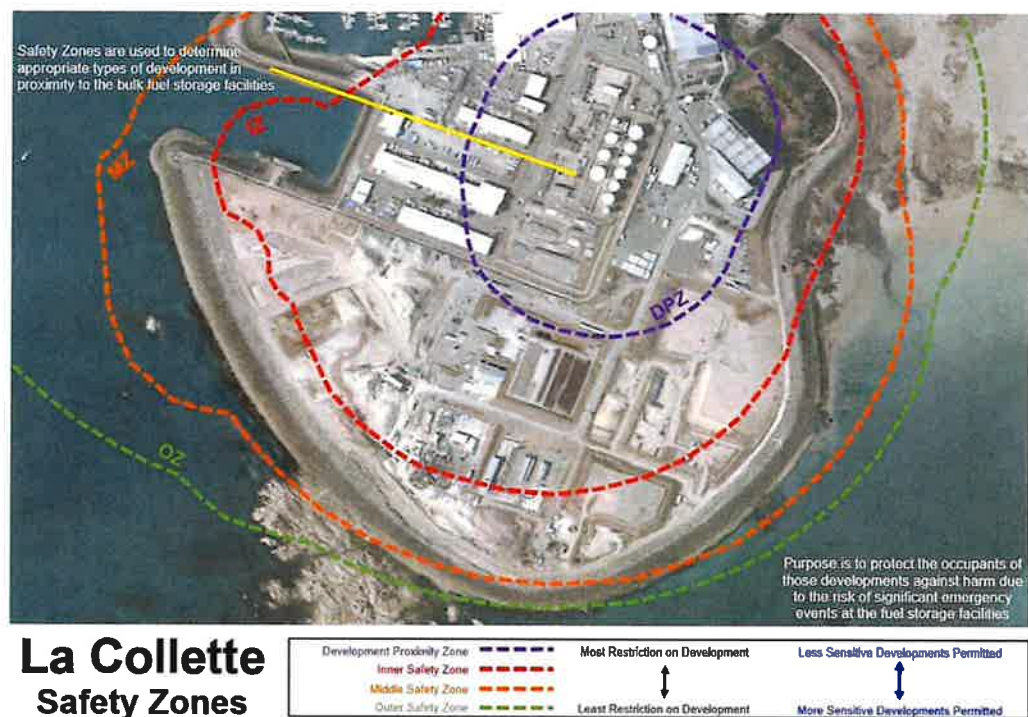 Safety Zones are used to determine
appropriate types of development in
proximity to the bulk fuel storage facilities
IZ
MZ
DPZ
OZ
Purpose is to protect the occupants of
those developments against harm due
to the risk of significant emergency
events at the fuel storage facilities
La Collette
Safety Zones
Development Proximity Zone
Inner Safety Zone
Middle Safety Zone
Outer Safety Zone
Most Restriction on Development
Least Restriction on Development
Less Sensitive Developments Permitted
More Sensitive Developments Permitted